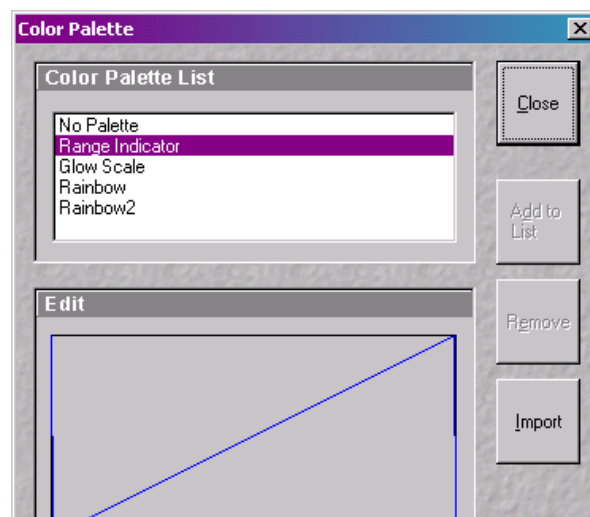 Color Palette
Color Palette List
No Palette
Range Indicator
Glow Scale
Rainbow
Rainbow2
Close
Add to
List
Edit
Remove
Import